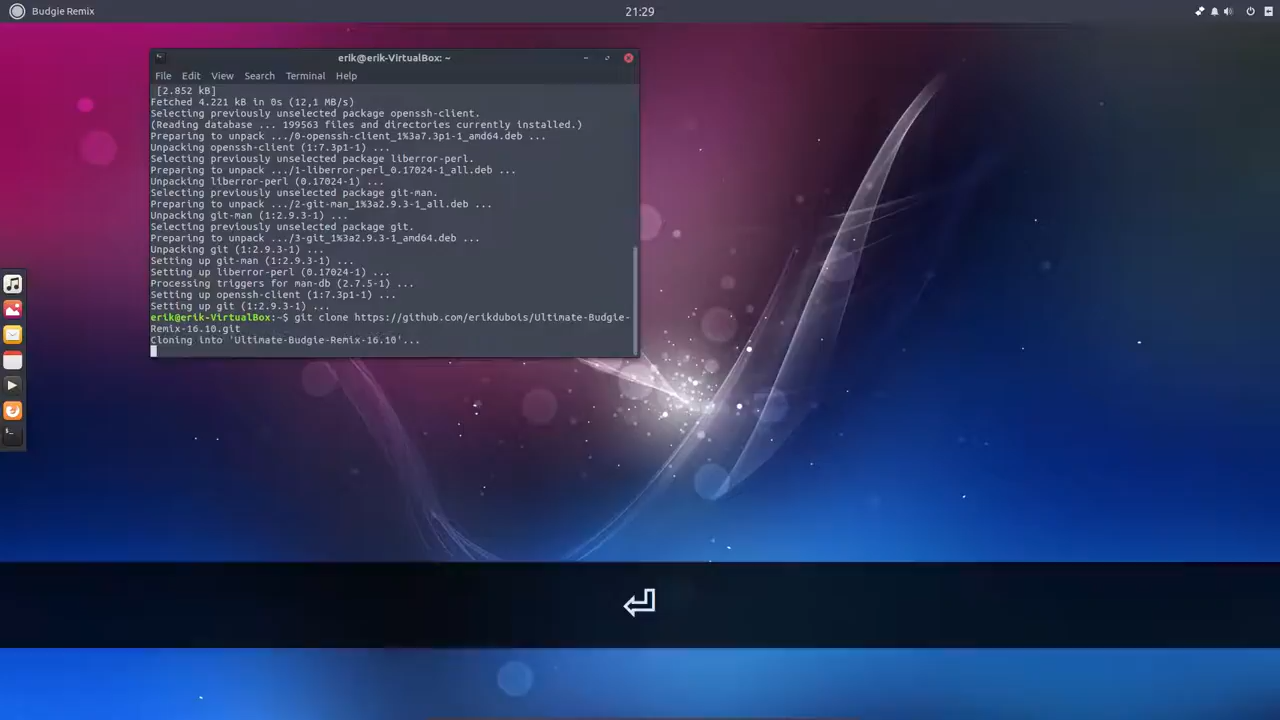 Budgie Remix
21:29
erik@erik-VirtualBox: ~
File Edit View Search Terminal Help
[2.852 kB]
Fetched 4.221 kB in 0s (12,1 MB/s)
Selecting previously unselected package openssh-client.
(Reading database ... 199563 files and directories currently installed.)
Preparing to unpack .../0-openssh-client_1%3a7.3p1-1_amd64.deb ...
Unpacking openssh-client (1:7.3p1-1) ...
Selecting previously unselected package liberror-perl.
Preparing to unpack .../1-liberror-perl_0.17024-1_all.deb ...
Unpacking liberror-perl (0.17024-1) ...
Selecting previously unselected package git-man.
Preparing to unpack .../2-git-man_1%3a2.9.3-1_all.deb ...
Unpacking git-man (1:2.9.3-1) ...
Selecting previously unselected package git.
Preparing to unpack .../3-git_1%3a2.9.3-1_amd64.deb ...
Unpacking git (1:2.9.3-1) ...
Setting up git-man (1:2.9.3-1) ...
Setting up liberror-perl (0.17024-1) ...
Processing triggers for man-db (2.7.5-1) ...
Setting up openssh-client (1:7.3p1-1) ...
Setting up git (1:2.9.3-1) ...
erik@erik-VirtualBox:~$ git clone https://github.com/erikdubois/Ultimate-Budgie-
Remix-16.10.git
Cloning into 'Ultimate-Budgie-Remix-16.10'...